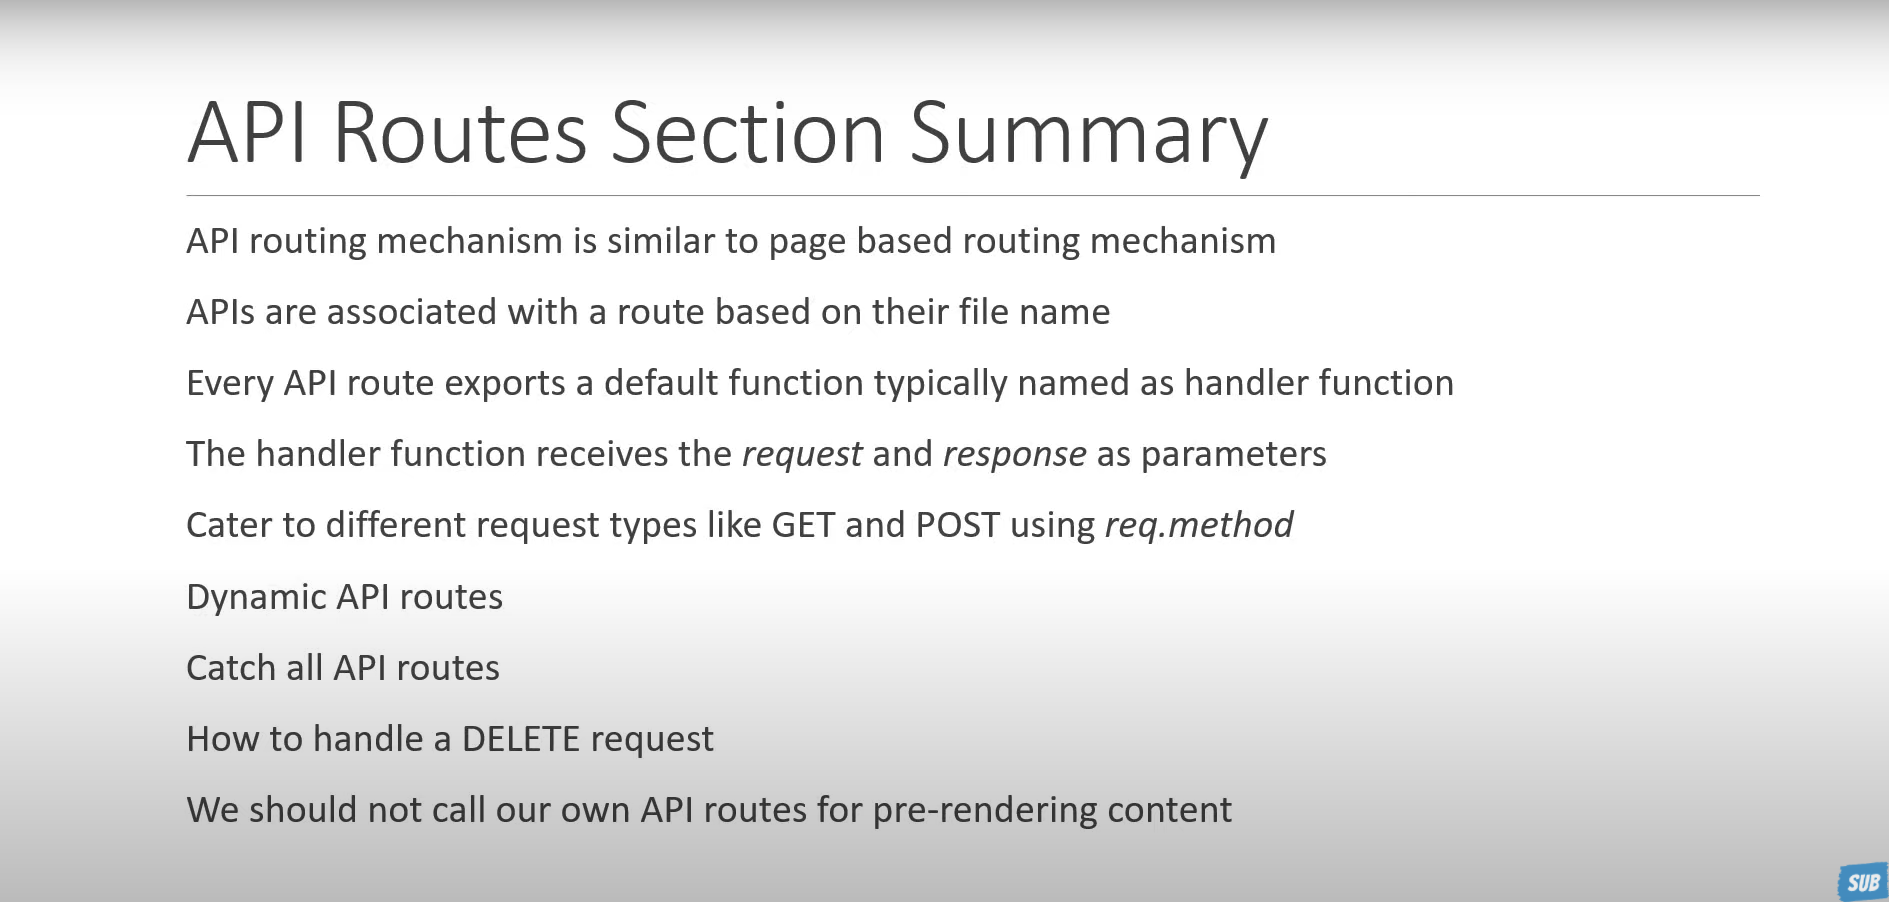 API Routes Section Summary
API routing mechanism is similar to page based routing mechanism
APIs are associated with a route based on their file name
Every API route exports a default function typically named as handler function
The handler function receives the request and response as parameters
Cater to different request types like GET and POST using req.method
Dynamic API routes
Catch all API routes
How to handle a DELETE request
We should not call our own API routes for pre-rendering content
SUB